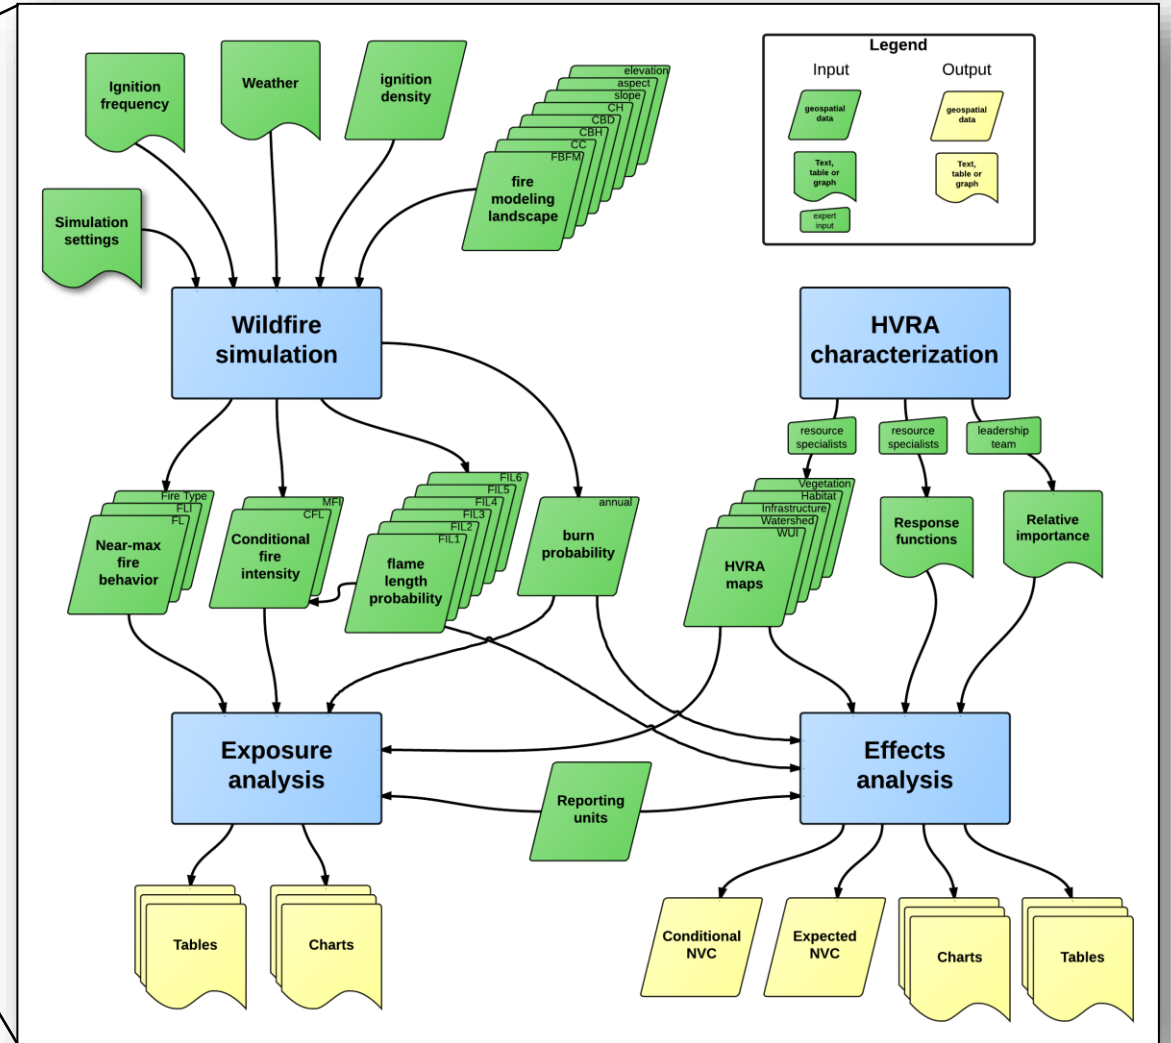 Legend
Input
Output
geospatial
data
geospatial
data
Text,
table or
graph
Text,
table or
graph
expert
input
Ignition
frequency
Weather
ignition
density
elevation
aspect
slope
CH
CBD
CBH
CC
FBFM
fire
modeling
landscape
Simulation
settings
Wildfire
simulation
HVRA
characterization
resource
specialists
resource
specialists
leadership
team
Fire Type
FLI
FL
Near-max
fire
behavior
MFI
CFL
Conditional
fire
intensity
FIL6
FIL5
FIL4
FIL3
FIL2
FIL1
flame
length
probability
annual
burn
probability
Vegetation
Habitat
Infrastructure
Watershed
WUI
HVRA
maps
Response
functions
Relative
importance
Exposure
analysis
Effects
analysis
Reporting
units
Tables
Charts
Conditional
NVC
Expected
NVC
Charts
Tables